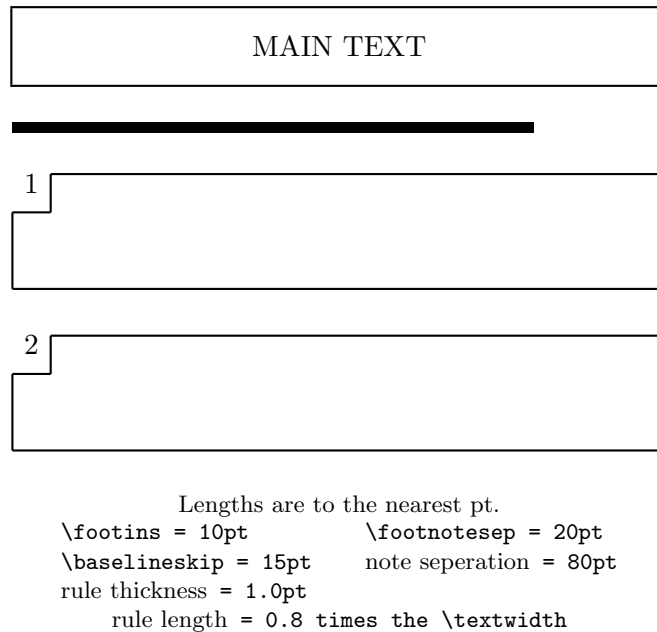 MAIN TEXT
1
2
Lengths are to the nearest pt.
\footins = 10pt \footnotesep = 20pt
\baselineskip = 15pt note seperation = 80pt
rule thickness = 1.0pt
rule length = 0.8 times the \textwidth